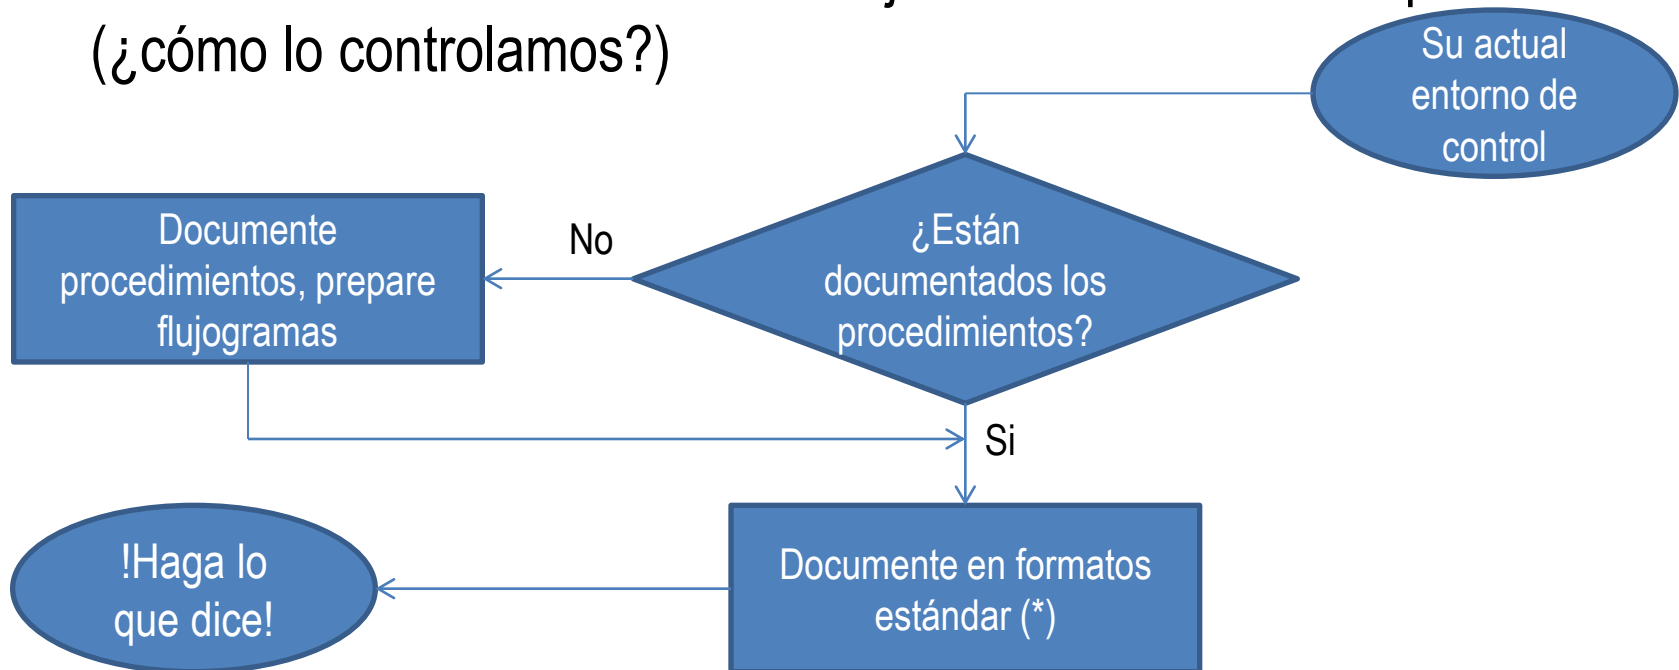 (¿cómo lo controlamos?)
Su actual
entorno de
control
¿Están
documentados los
procedimientos?
No
Documente
procedimientos, prepare
flujogramas
Si
Documente en formatos
estándar (*)
!Haga lo
que dice!